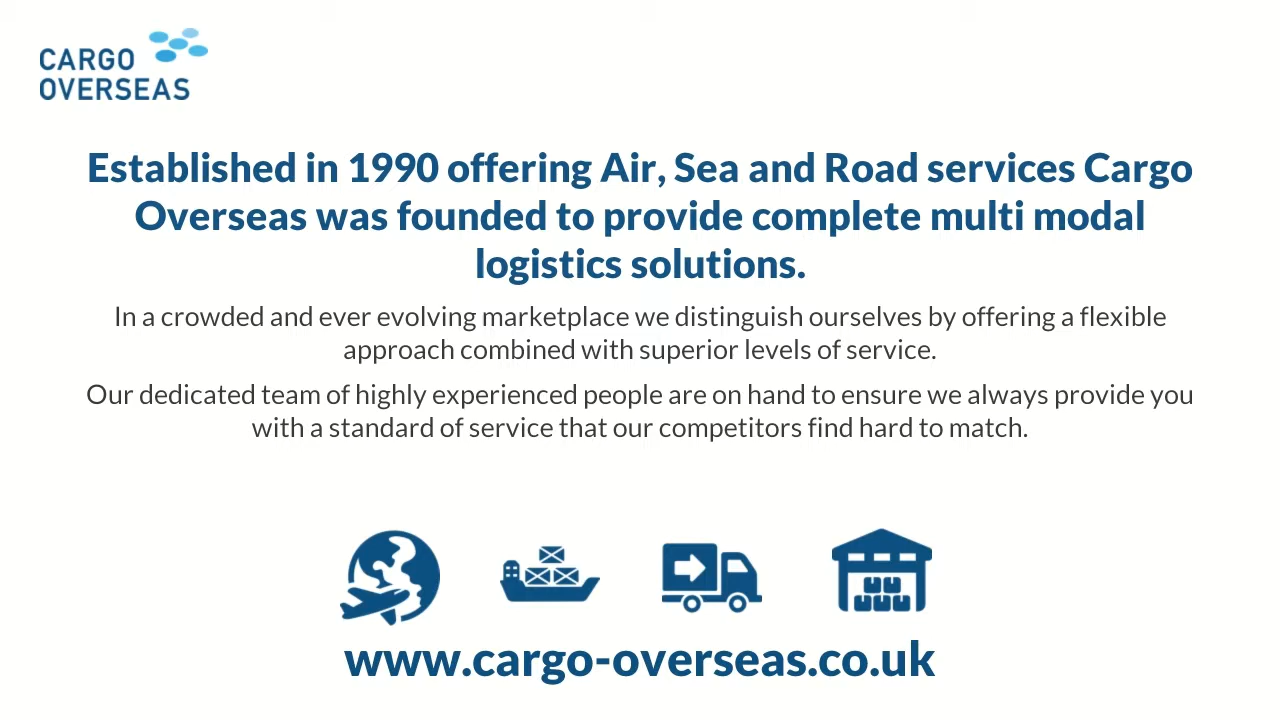 CARGO
OVERSEAS
Established in 1990 offering Air, Sea and Road services Cargo
Overseas was founded to provide complete multi modal
logistics solutions.
In a crowded and ever evolving marketplace we distinguish ourselves by offering a flexible
approach combined with superior levels of service.
Our dedicated team of highly experienced people are on hand to ensure we always provide you
with a standard of service that our competitors find hard to match.
www.cargo-overseas.co.uk